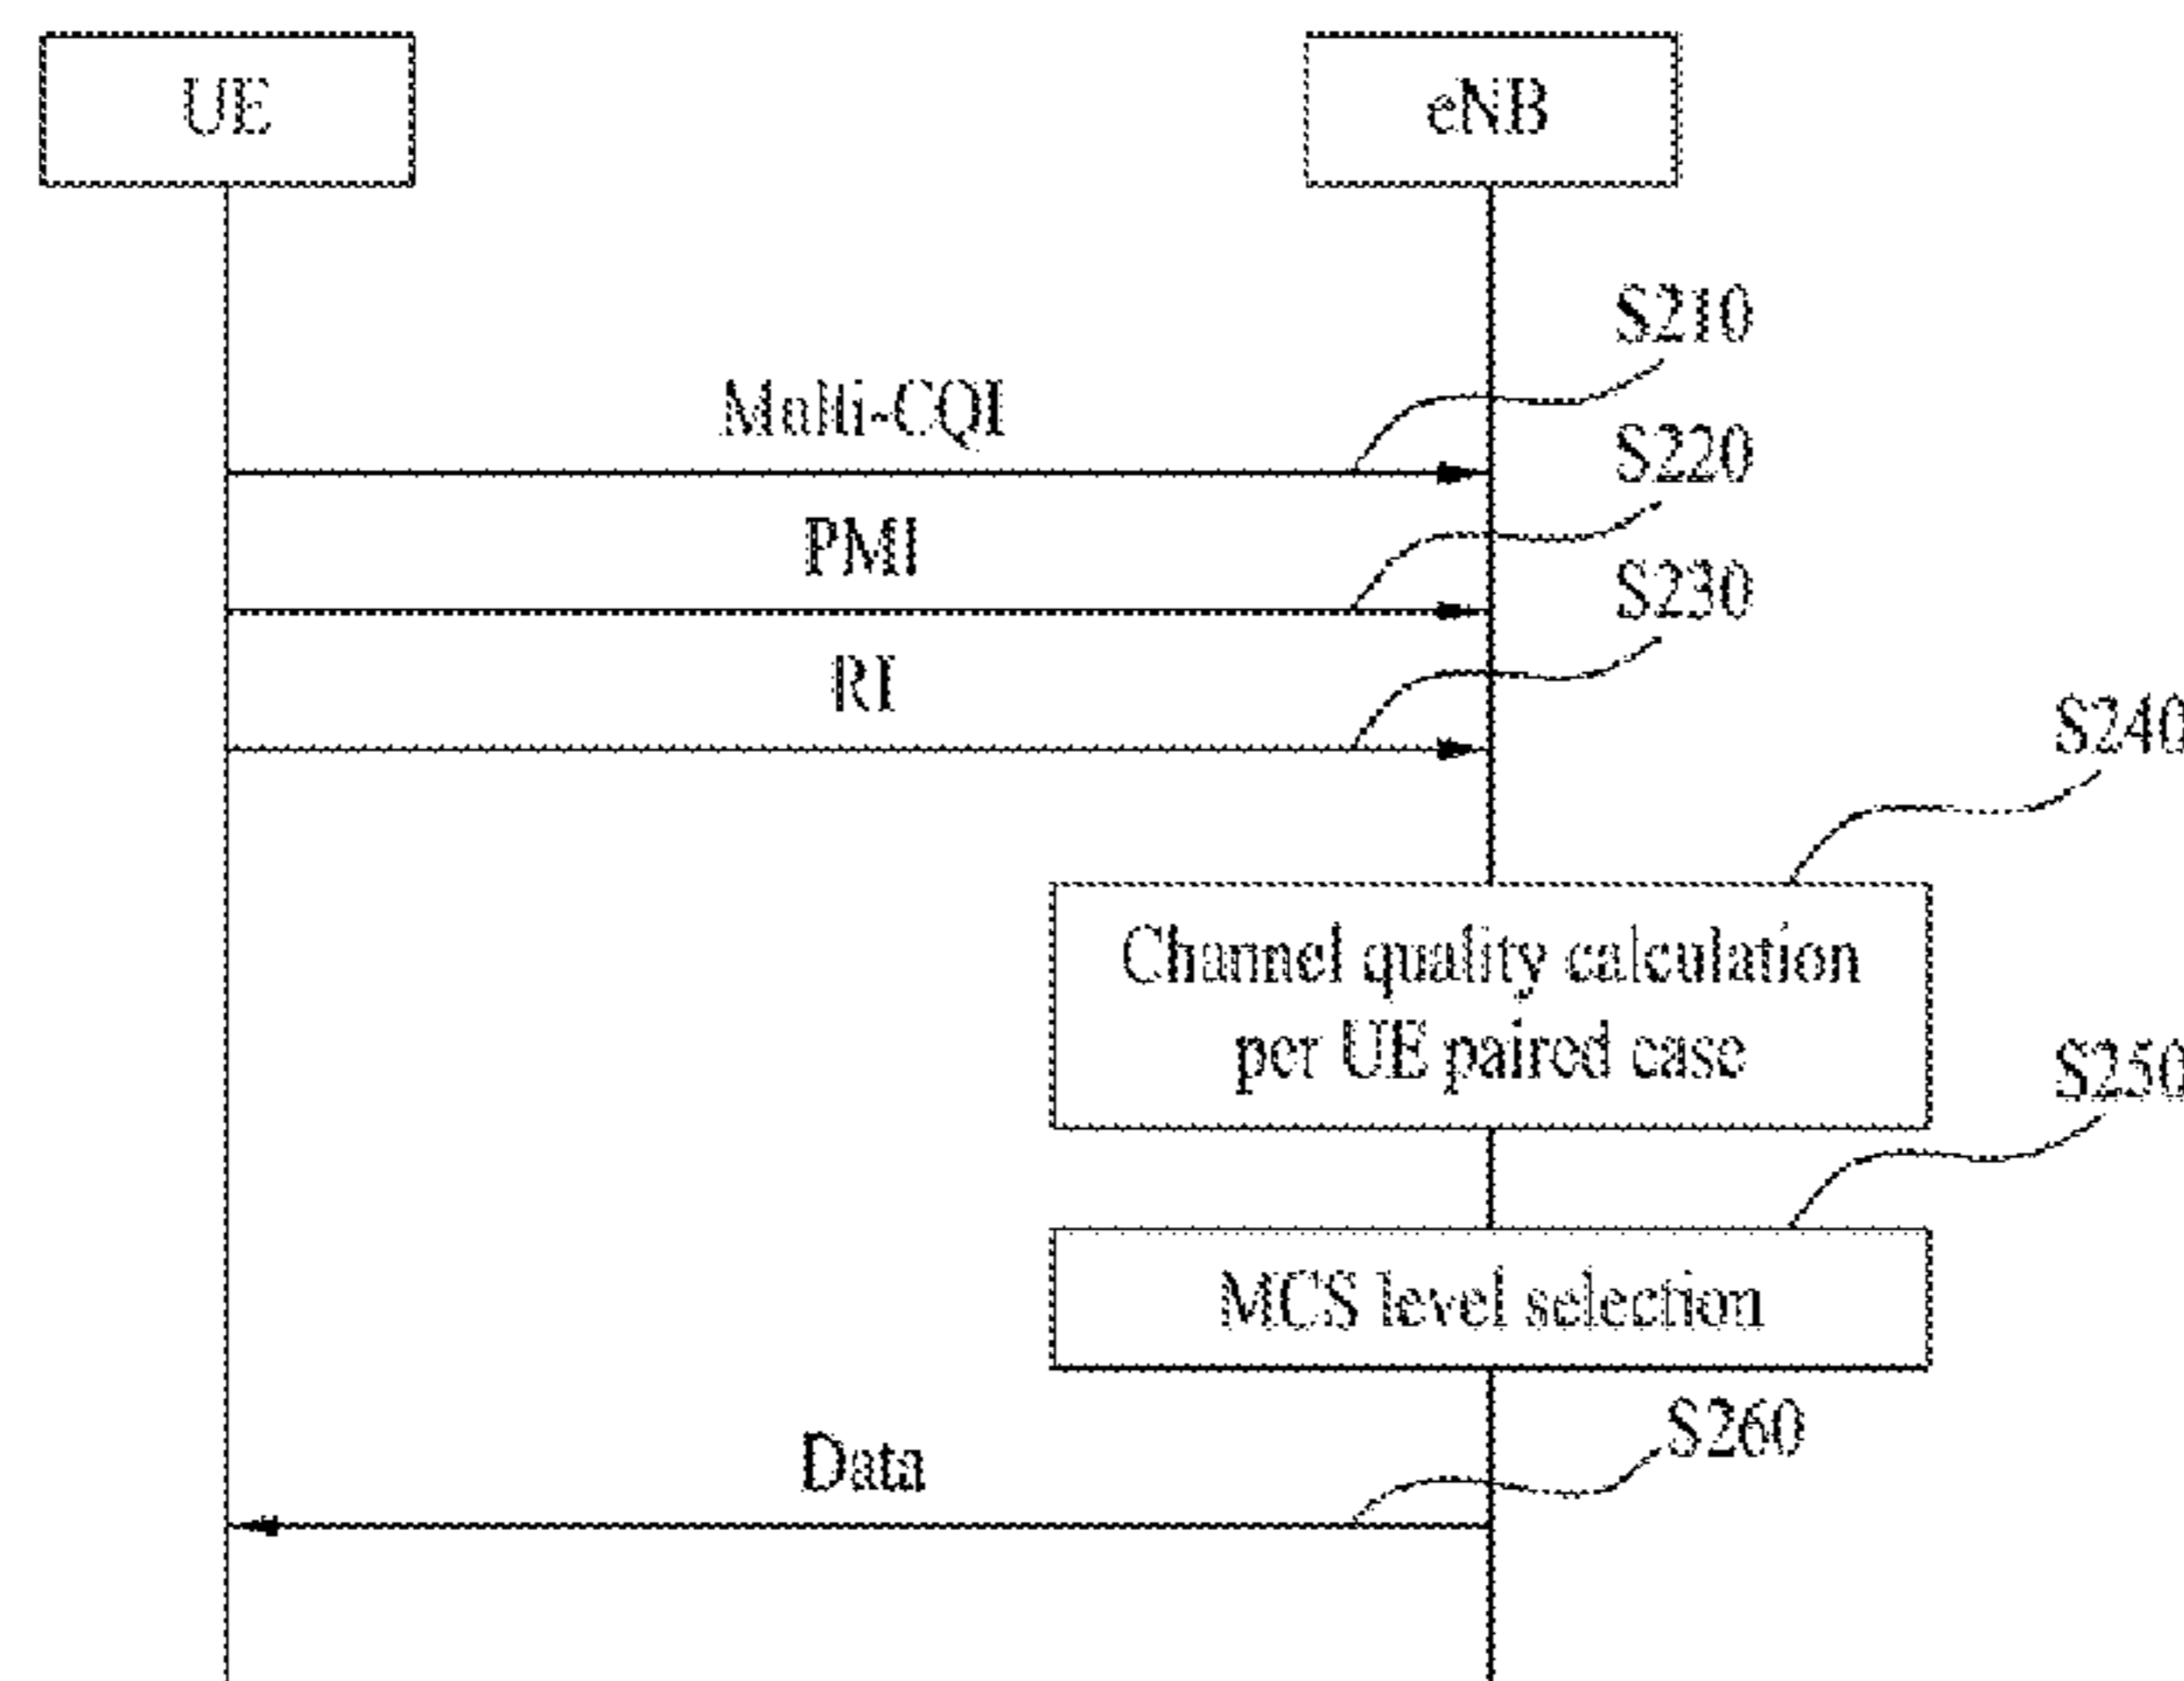 UE
eNB
S210
Multi-CQI
S220
PMI
S230
RI
S240
Channel quality calculation
per UE paired case
S250
MCS level selection
S260
Data